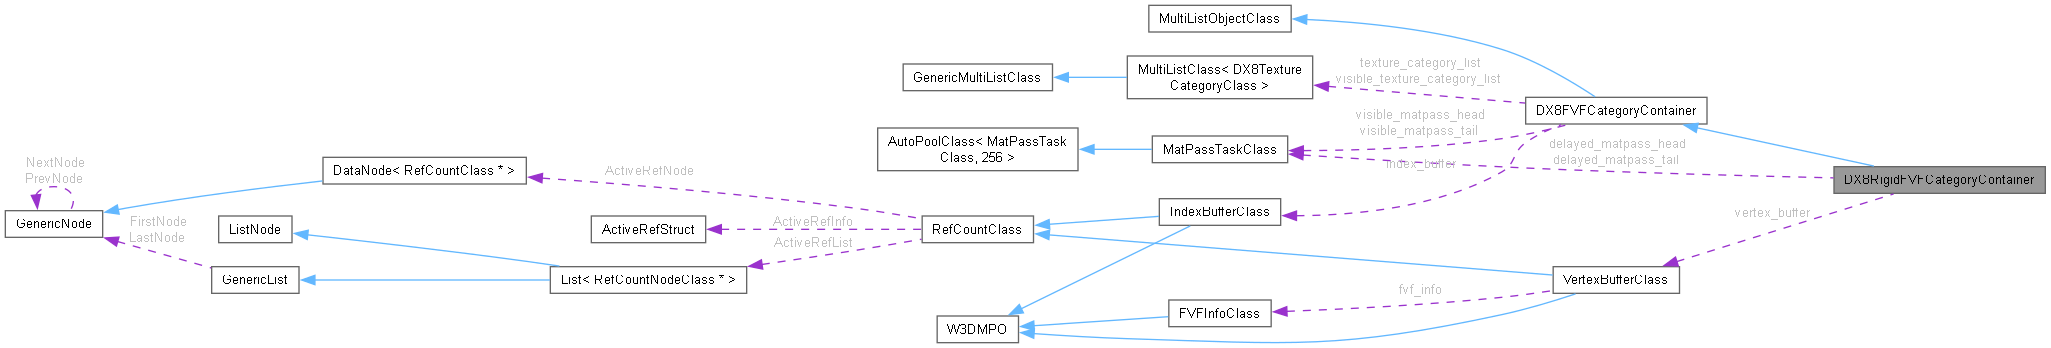 MultiListObjectClass
GenericMultiListClass
MultiListClass< DX8Texture
CategoryClass >
texture_category_list
visible_texture_category_list
DX8FVFCategoryContainer
visible_matpass_head
visible_matpass_tail
AutoPoolClass< MatPassTask
Class, 256 >
MatPassTaskClass
index_buffer
delayed_matpass_head
delayed_matpass_tail
DX8RigidFVFCategoryContainer
NextNode
PrevNode
DataNode< RefCountClass * >
ActiveRefNode
GenericNode
FirstNode
LastNode
ListNode
ActiveRefStruct
ActiveRefInfo
ActiveRefList
RefCountClass
IndexBufferClass
vertex_buffer
GenericList
List< RefCountNodeClass * >
VertexBufferClass
fvf_info
W3DMPO
FVFInfoClass